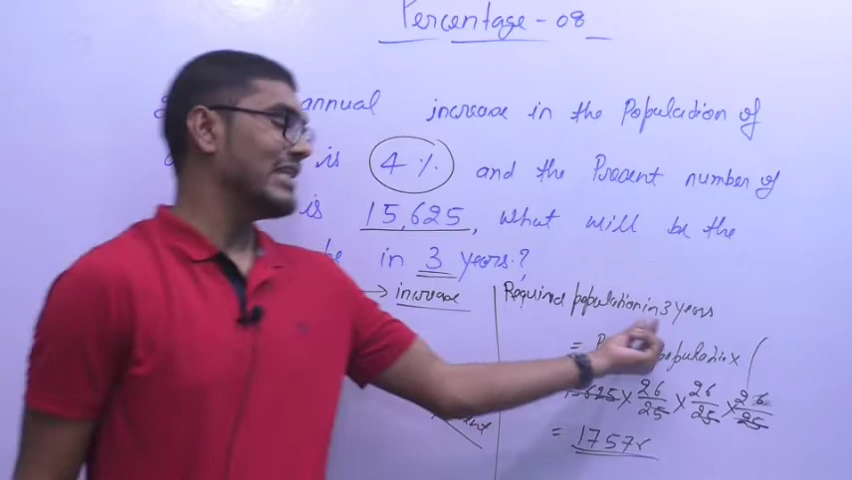 Percentage - 08
annual increase in the Population of
is 4 % and the Present number of
is 15,625, what will be the
be in 3 years?
→ increase
Required population in 3 years
=
15625 × 26/25 × 26/25 × 26/25
= 17576